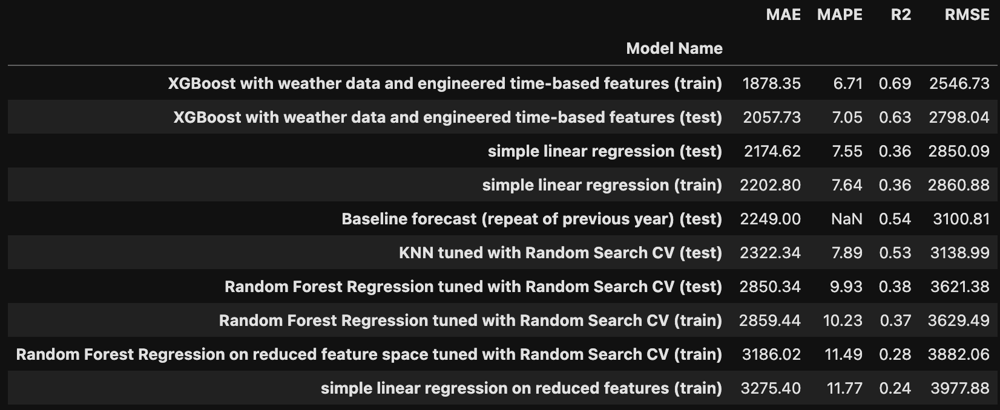 MAE MAPE R2 RMSE
Model Name
XGBoost with weather data and engineered time-based features (train) 1878.35 6.71 0.69 2546.73
XGBoost with weather data and engineered time-based features (test) 2057.73 7.05 0.63 2798.04
simple linear regression (test) 2174.62 7.55 0.36 2850.09
simple linear regression (train) 2202.80 7.64 0.36 2860.88
Baseline forecast (repeat of previous year) (test) 2249.00 NaN 0.54 3100.81
KNN tuned with Random Search CV (test) 2322.34 7.89 0.53 3138.99
Random Forest Regression tuned with Random Search CV (test) 2850.34 9.93 0.38 3621.38
Random Forest Regression tuned with Random Search CV (train) 2859.44 10.23 0.37 3629.49
Random Forest Regression on reduced feature space tuned with Random Search CV (train) 3186.02 11.49 0.28 3882.06
simple linear regression on reduced features (train) 3275.40 11.77 0.24 3977.88